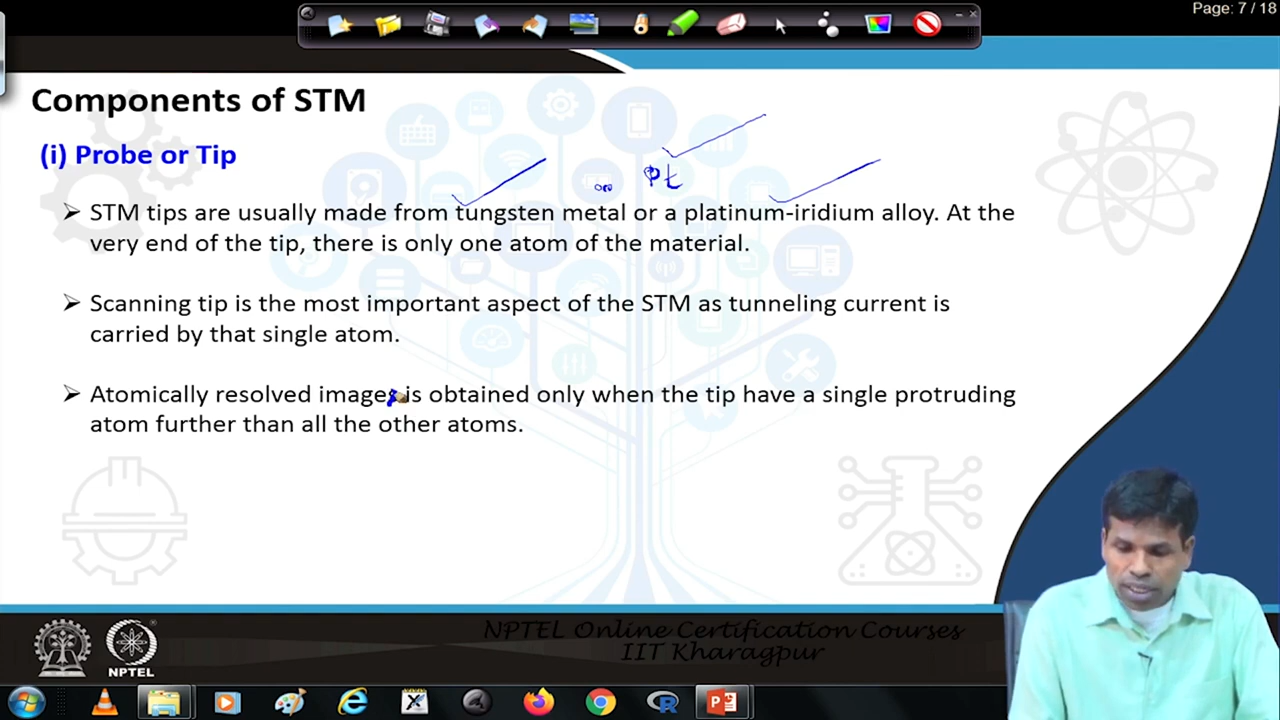 Page: 7 / 18
Components of STM
(i) Probe or Tip
or Pt
➢ STM tips are usually made from tungsten metal or a platinum-iridium alloy. At the
very end of the tip, there is only one atom of the material.
➢ Scanning tip is the most important aspect of the STM as tunneling current is
carried by that single atom.
➢ Atomically resolved images is obtained only when the tip have a single protruding
atom further than all the other atoms.
NPTEL Online Certification Courses
IIT Kharagpur
NPTEL